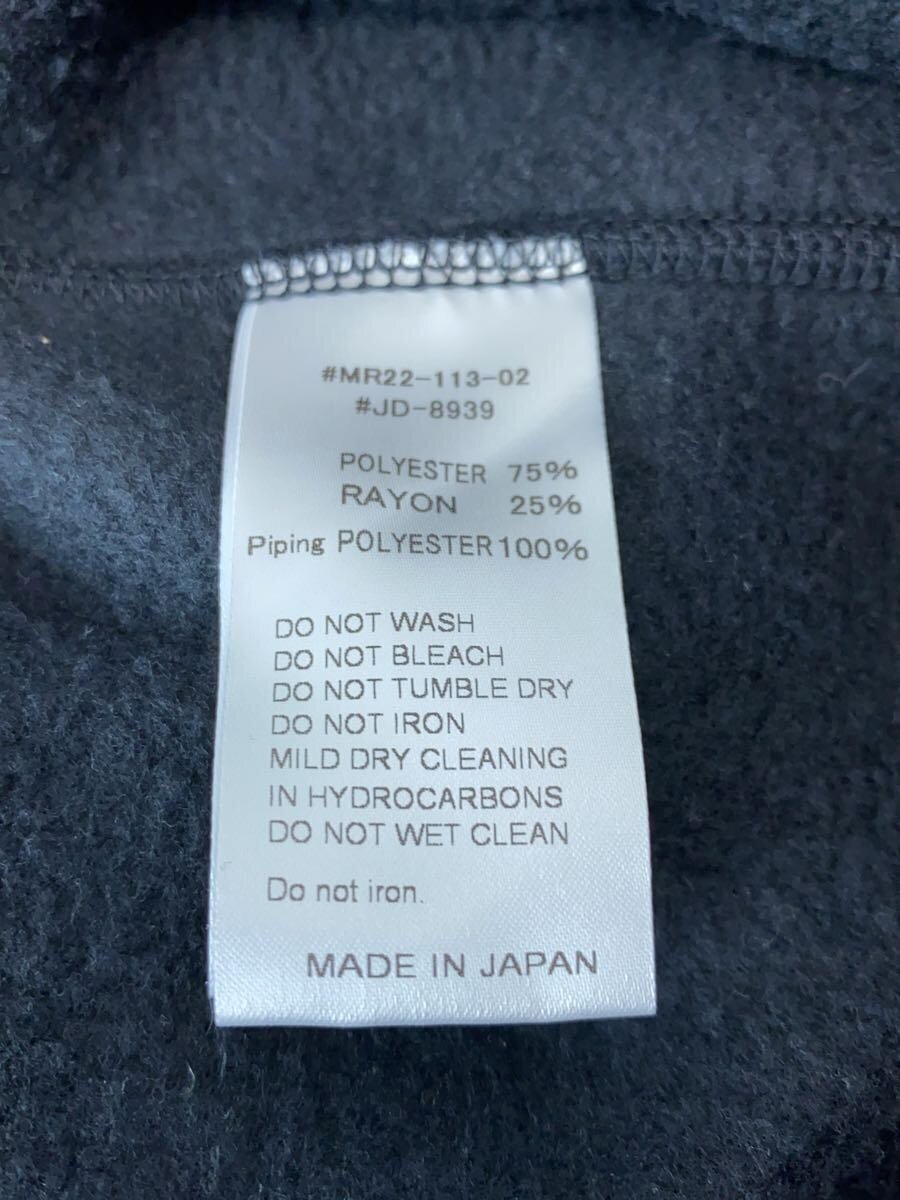 #MR22-113-02
#JD-8939
POLYESTER 75%
RAYON 25%
Piping POLYESTER 100%
DO NOT WASH
DO NOT BLEACH
DO NOT TUMBLE DRY
DO NOT IRON
MILD DRY CLEANING
IN HYDROCARBONS
DO NOT WET CLEAN
Do not iron.
MADE IN JAPAN